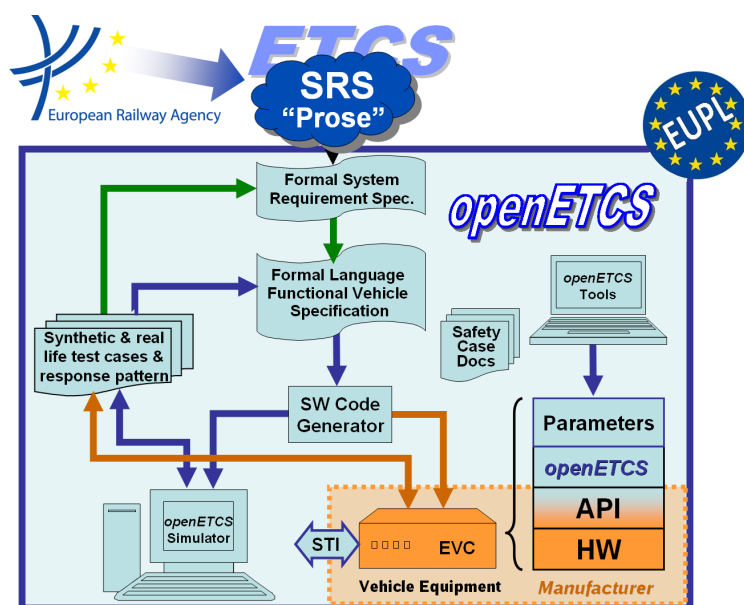 ETCS
SRS
“Prose”
European Railway Agency
EUPL
Formal System
Requirement Spec.
openETCS
Formal Language
Functional Vehicle
Specification
openETCS
Tools
Synthetic & real
life test cases &
response pattern
Safety
Case
Docs
SW Code
Generator
Parameters
openETCS
API
HW
openETCS
Simulator
STI
EVC
Vehicle Equipment
Manufacturer